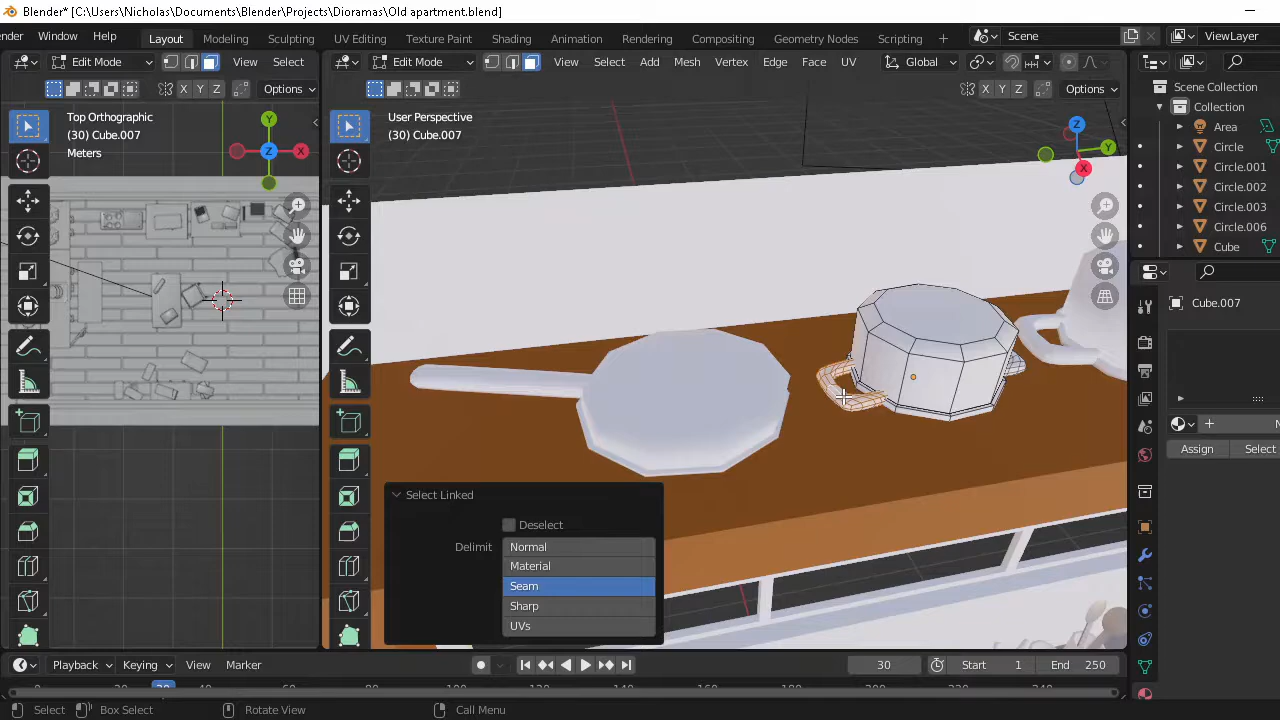 Blender* [C:\Users\Nicholas\Documents\Blender\Projects\Dioramas\Old apartment.blend]
ender Window Help Layout Modeling Sculpting UV Editing Texture Paint Shading Animation Rendering Compositing Geometry Nodes Scripting + Scene ViewLayer
Edit Mode View Select Edit Mode View Select Add Mesh Vertex Edge Face UV Global
X Y Z Options X Y Z Options
Scene Collection
Collection
Area
Circle
Circle.001
Circle.002
Circle.003
Circle.006
Cube
Top Orthographic
(30) Cube.007
Meters
Y
Z
X
User Perspective
(30) Cube.007
Z
Y
X
Cube.007
Assign Select
Select Linked
Deselect
Delimit Normal
Material
Seam
Sharp
UVs
Playback Keying View Marker 30 Start 1 End 250
30
Select Box Select Rotate View Call Menu